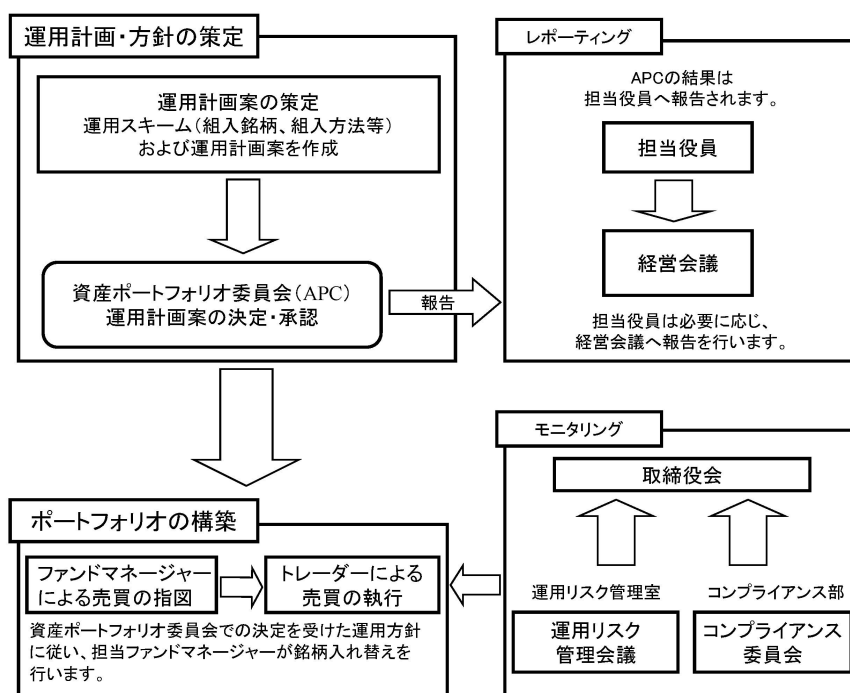 運用計画・方針の策定
運用計画案の策定
運用スキーム(組入銘柄、組入方法等)
および運用計画案を作成
資産ポートフォリオ委員会(APC)
運用計画案の決定・承認
報告
レポーティング
APCの結果は
担当役員へ報告されます。
担当役員
経営会議
担当役員は必要に応じ、
経営会議へ報告を行います。
ポートフォリオの構築
ファンドマネージャー
による売買の指図
トレーダーによる
売買の執行
資産ポートフォリオ委員会での決定を受けた運用方針
に従い、担当ファンドマネージャーが銘柄入れ替えを
行います。
モニタリング
取締役会
運用リスク管理室
コンプライアンス部
運用リスク
管理会議
コンプライアンス
委員会